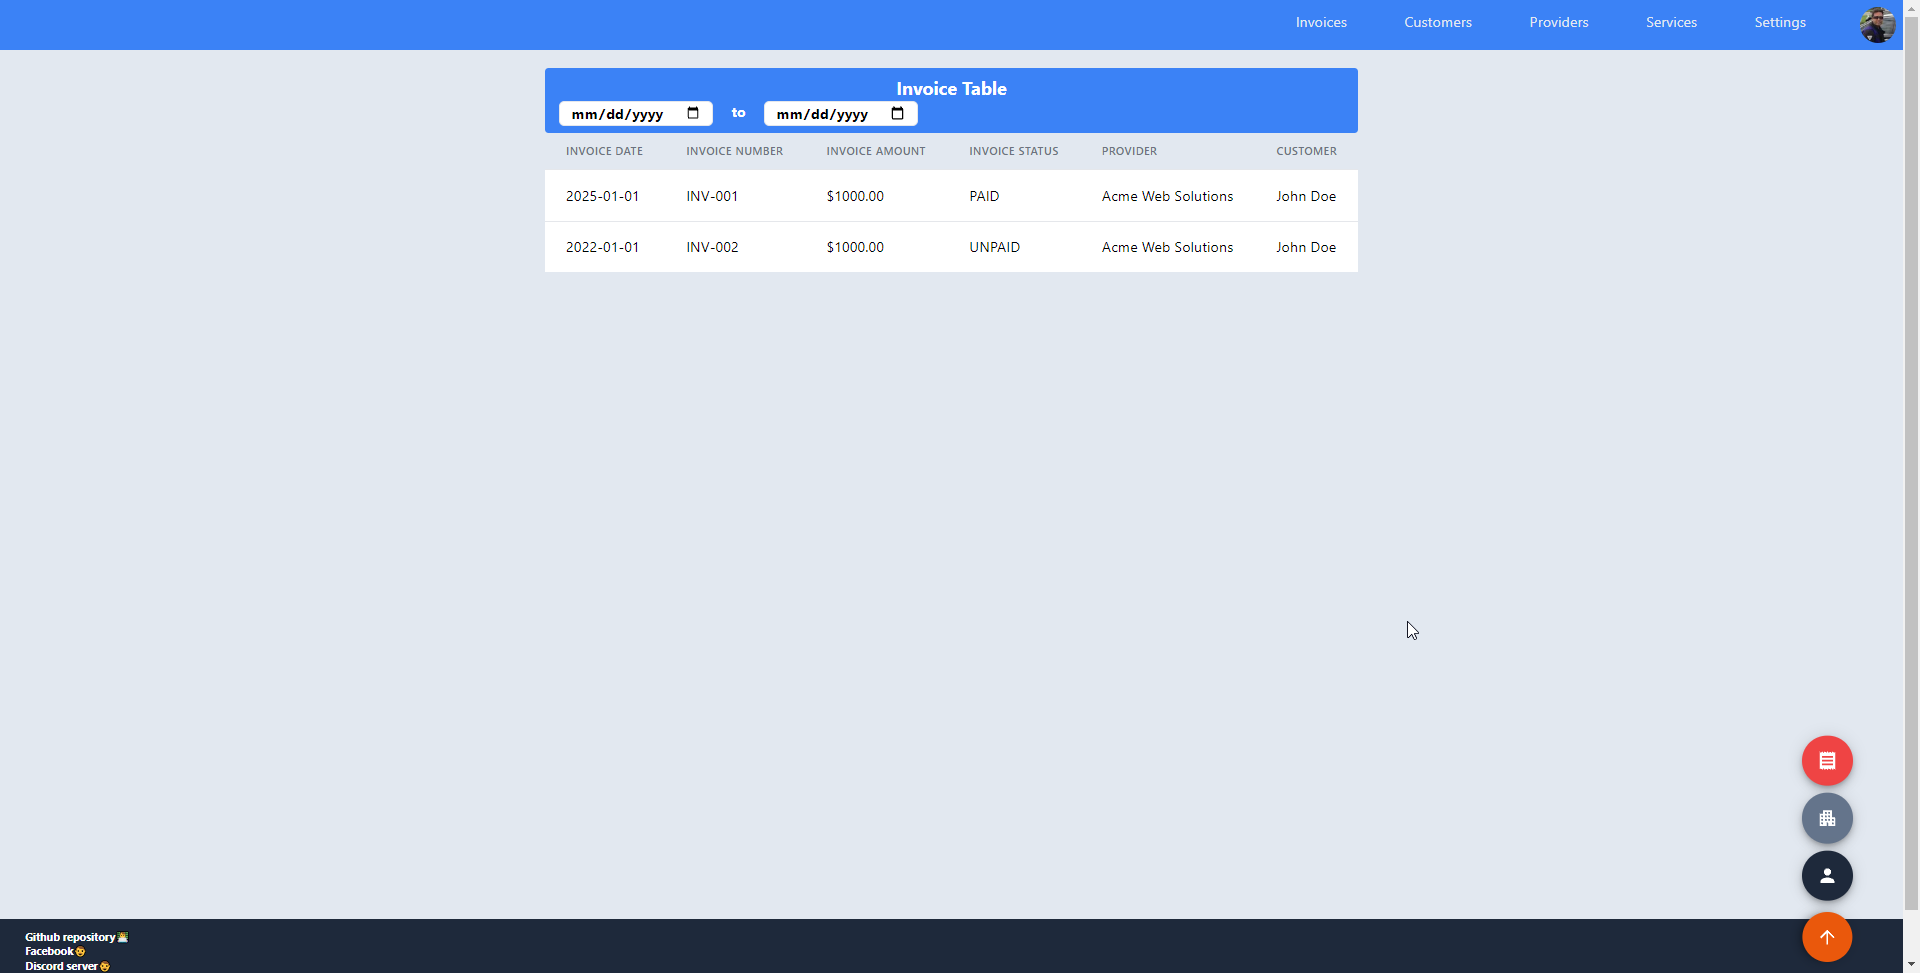 Invoices Customers Providers Services Settings
Invoice Table
mm/dd/yyyy to mm/dd/yyyy
INVOICE DATE INVOICE NUMBER INVOICE AMOUNT INVOICE STATUS PROVIDER CUSTOMER
2025-01-01 INV-001 $1000.00 PAID Acme Web Solutions John Doe
2022-01-01 INV-002 $1000.00 UNPAID Acme Web Solutions John Doe
Github repository
Facebook
Discord server